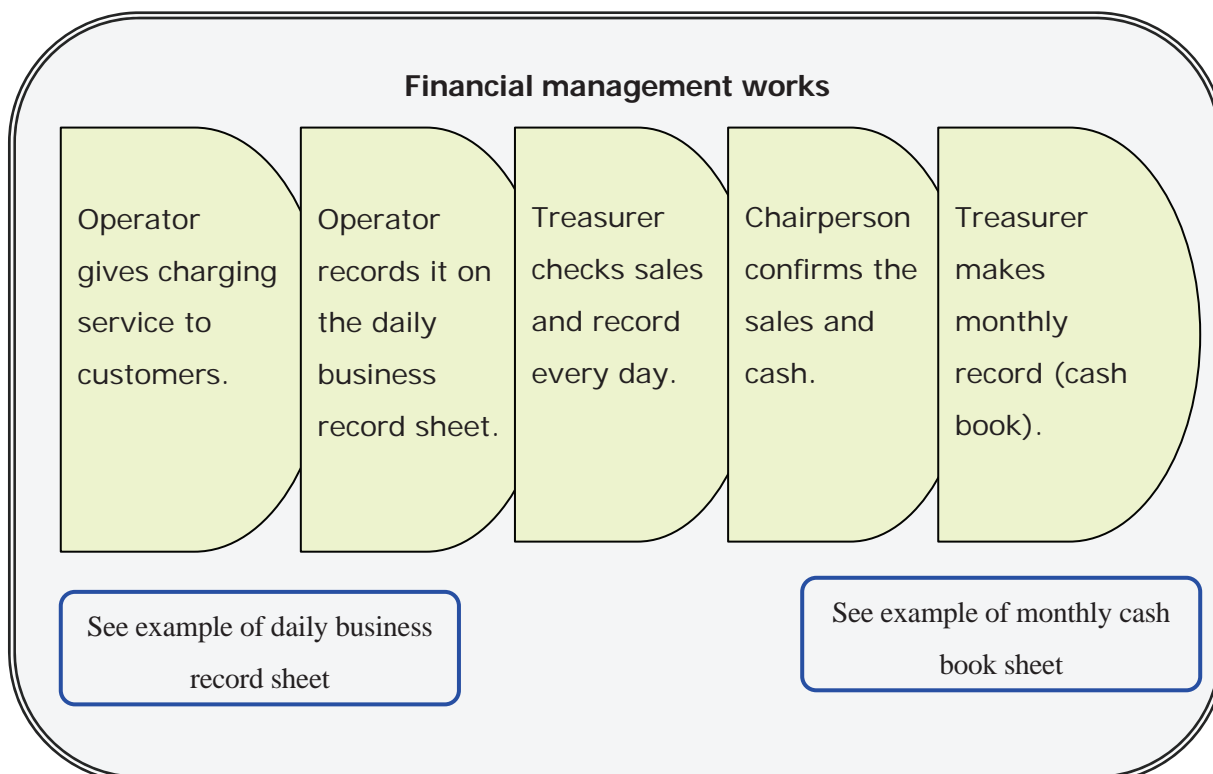 Financial management works
Operator
gives charging
service to
customers.
Operator
records it on
the daily
business
record sheet.
Treasurer
checks sales
and record
every day.
Chairperson
confirms the
sales and
cash.
Treasurer
makes
monthly
record (cash
book).
See example of daily business
record sheet
See example of monthly cash
book sheet